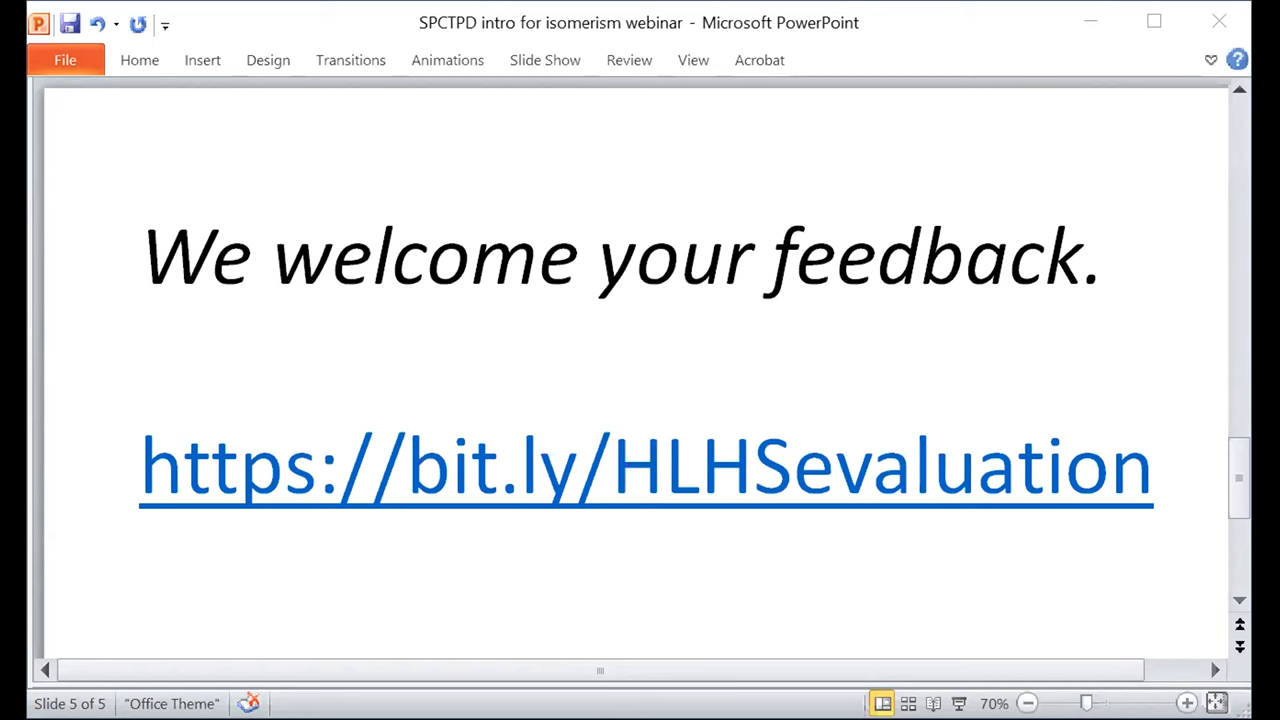 SPCTPD intro for isomerism webinar - Microsoft PowerPoint
File Home Insert Design Transitions Animations Slide Show Review View Acrobat
We welcome your feedback.
https://bit.ly/HLHSevaluation
Slide 5 of 5 "Office Theme" 70%